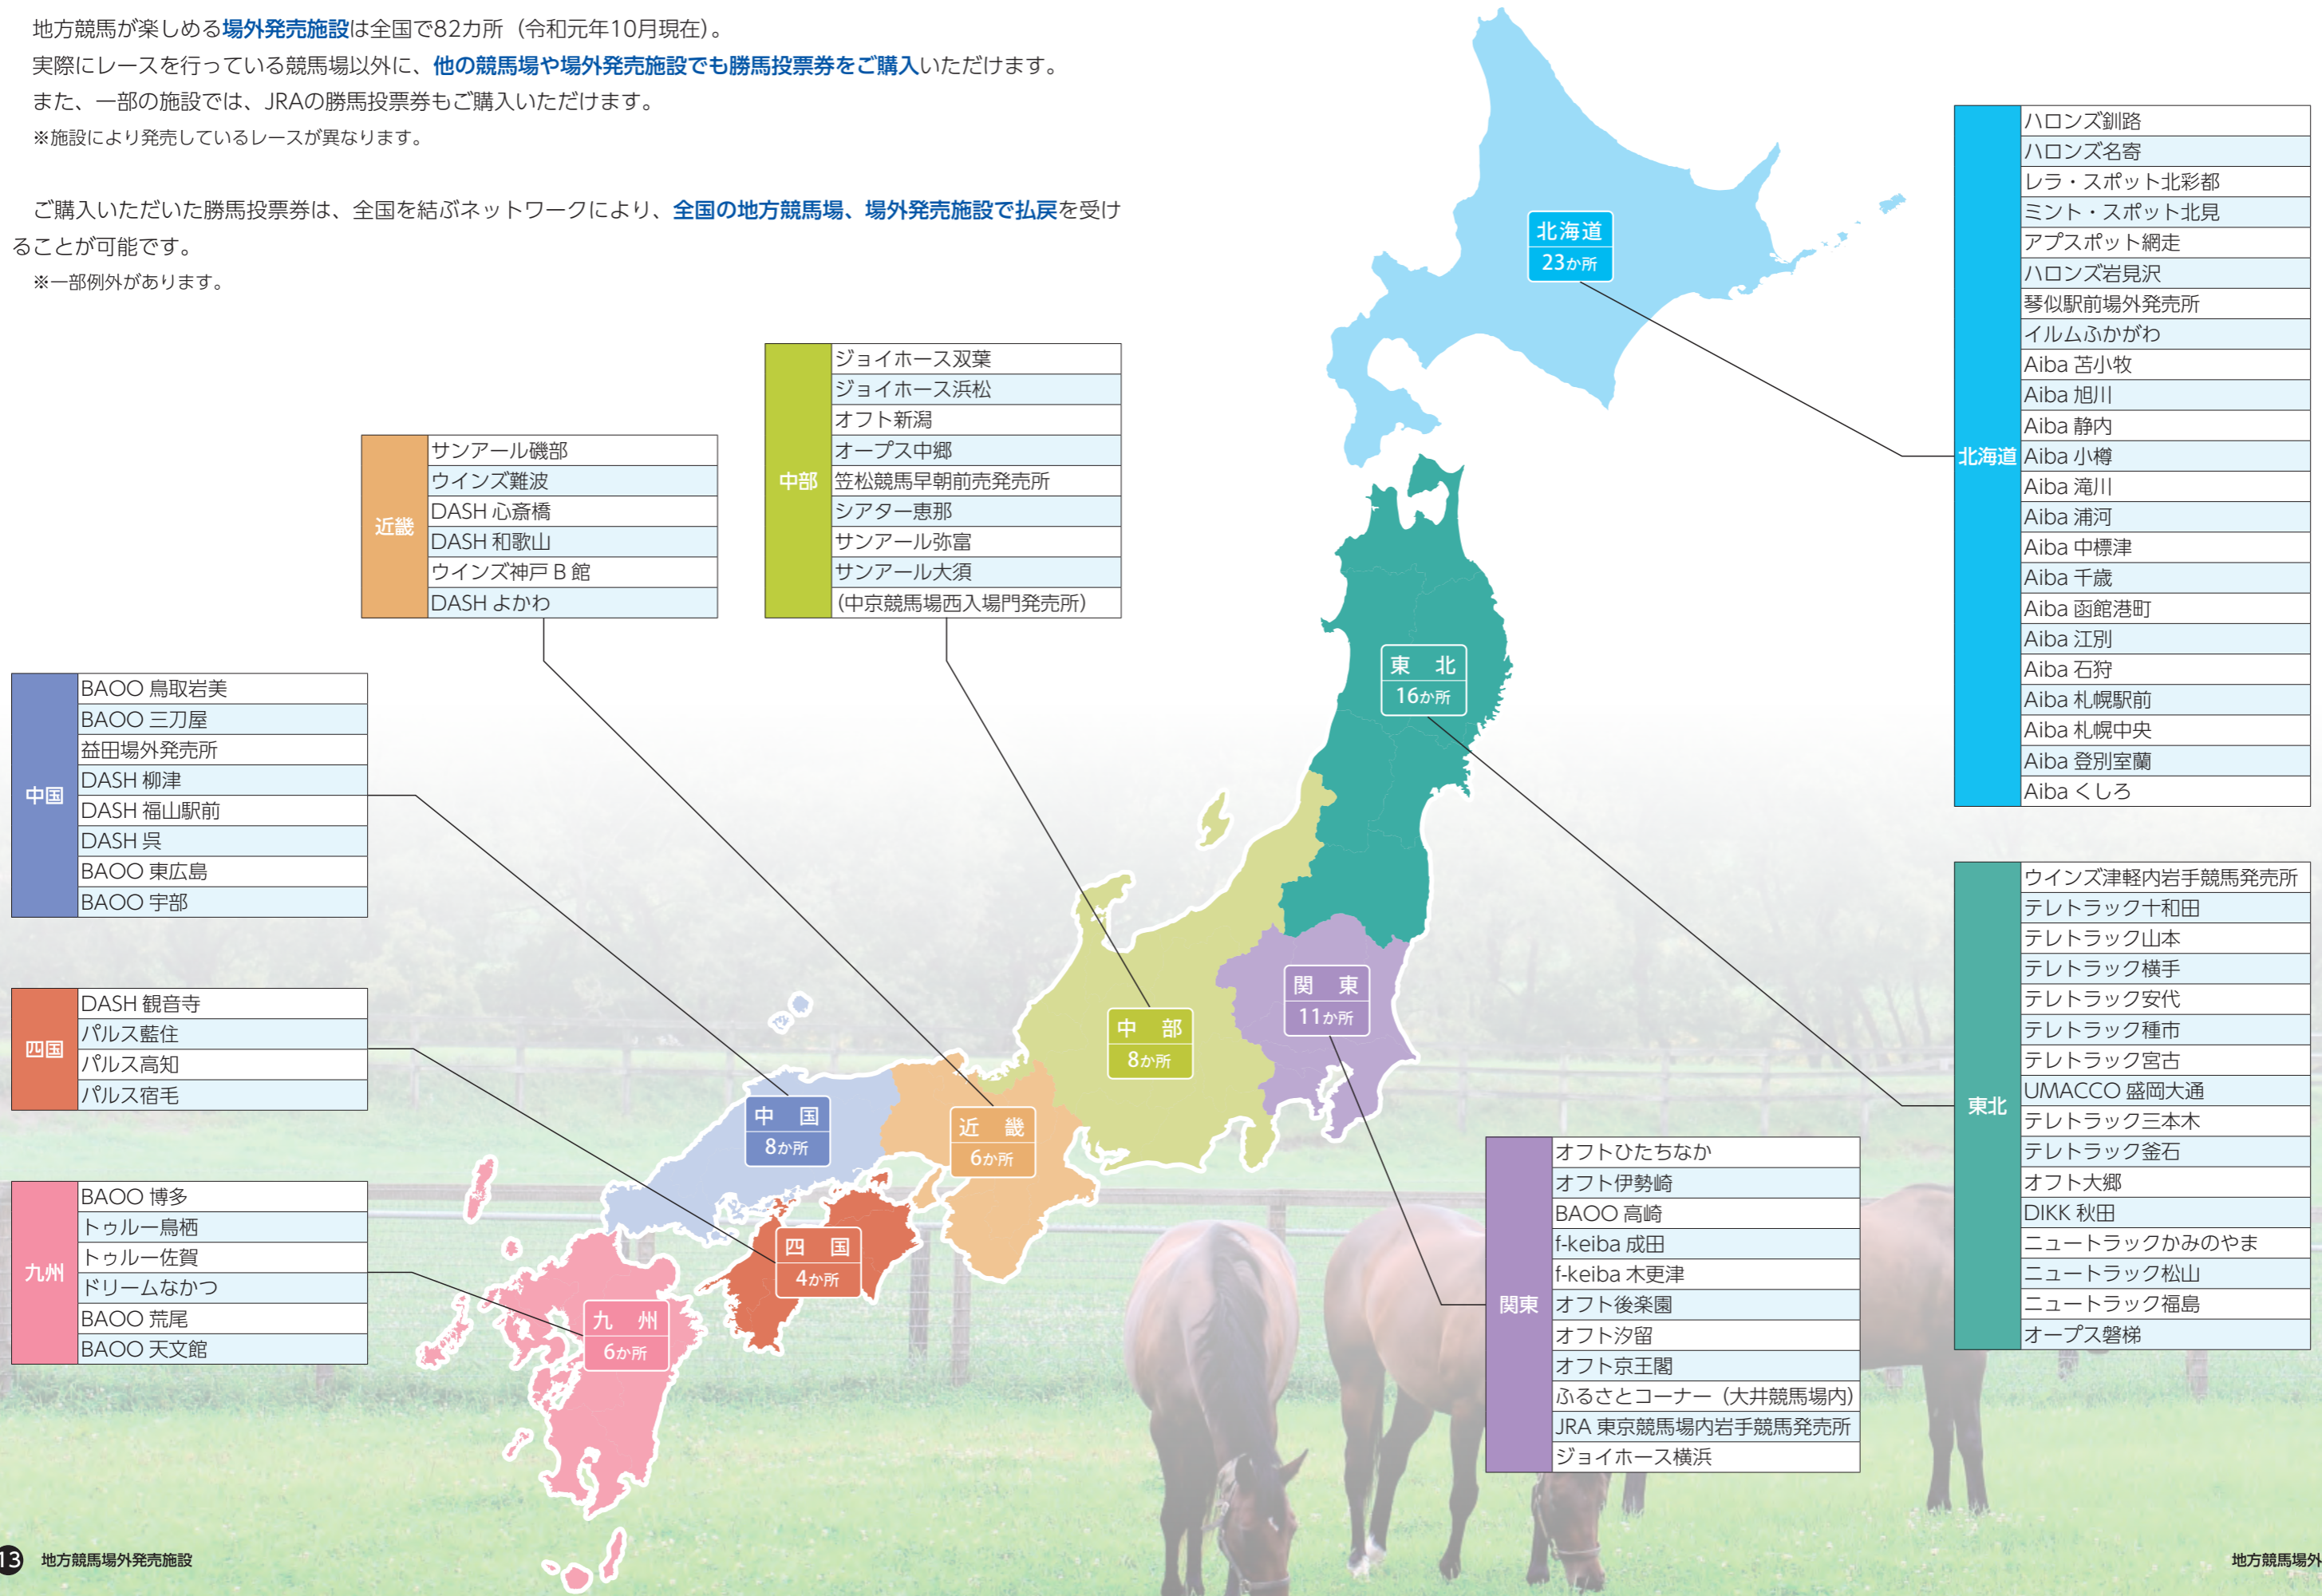 地方競馬が楽しめる場外発売施設は全国で82カ所（令和元年10月現在）。
実際にレースを行っている競馬場以外に、他の競馬場や場外発売施設でも勝馬投票券をご購入いただけます。
また、一部の施設では、JRAの勝馬投票券もご購入いただけます。
※施設により発売しているレースが異なります。
ご購入いただいた勝馬投票券は、全国を結ぶネットワークにより、全国の地方競馬場、場外発売施設で払戻を受け
ることが可能です。
※一部例外があります。
北海道
23か所
北海道
ハロンズ釧路
ハロンズ名寄
レラ・スポット北彩都
ミント・スポット北見
アプスポット網走
ハロンズ岩見沢
琴似駅前場外発売所
イルムふかがわ
Aiba 苫小牧
Aiba 旭川
Aiba 静内
Aiba 小樽
Aiba 滝川
Aiba 浦河
Aiba 中標津
Aiba 千歳
Aiba 函館港町
Aiba 江別
Aiba 石狩
Aiba 札幌駅前
Aiba 札幌中央
Aiba 登別室蘭
Aiba くしろ
中部
ジョイホース双葉
ジョイホース浜松
オフト新潟
オープス中郷
笠松競馬早朝前売発売所
シアター恵那
サンアール弥富
サンアール大須
(中京競馬場西入場門発売所)
近畿
サンアール磯部
ウインズ難波
DASH 心斎橋
DASH 和歌山
ウインズ神戸 B 館
DASH よかわ
東 北
16か所
中国
BAOO 鳥取岩美
BAOO 三刀屋
益田場外発売所
DASH 柳津
DASH 福山駅前
DASH 呉
BAOO 東広島
BAOO 宇部
東北
ウインズ津軽内岩手競馬発売所
テレトラック十和田
テレトラック山本
テレトラック横手
テレトラック安代
テレトラック種市
テレトラック宮古
UMACCO 盛岡大通
テレトラック三本木
テレトラック釜石
オフト大郷
DIKK 秋田
ニュートラックかみのやま
ニュートラック松山
ニュートラック福島
オープス磐梯
関 東
11か所
中 部
8か所
四国
DASH 観音寺
パルス藍住
パルス高知
パルス宿毛
中 国
8か所
近 畿
6か所
関東
オフトひたちなか
オフト伊勢崎
BAOO 高崎
f-keiba 成田
f-keiba 木更津
オフト後楽園
オフト汐留
オフト京王閣
ふるさとコーナー（大井競馬場内）
JRA 東京競馬場内岩手競馬発売所
ジョイホース横浜
九州
BAOO 博多
トゥルー鳥栖
トゥルー佐賀
ドリームなかつ
BAOO 荒尾
BAOO 天文館
四 国
4か所
九 州
6か所
13 地方競馬場外発売施設
地方競馬場外